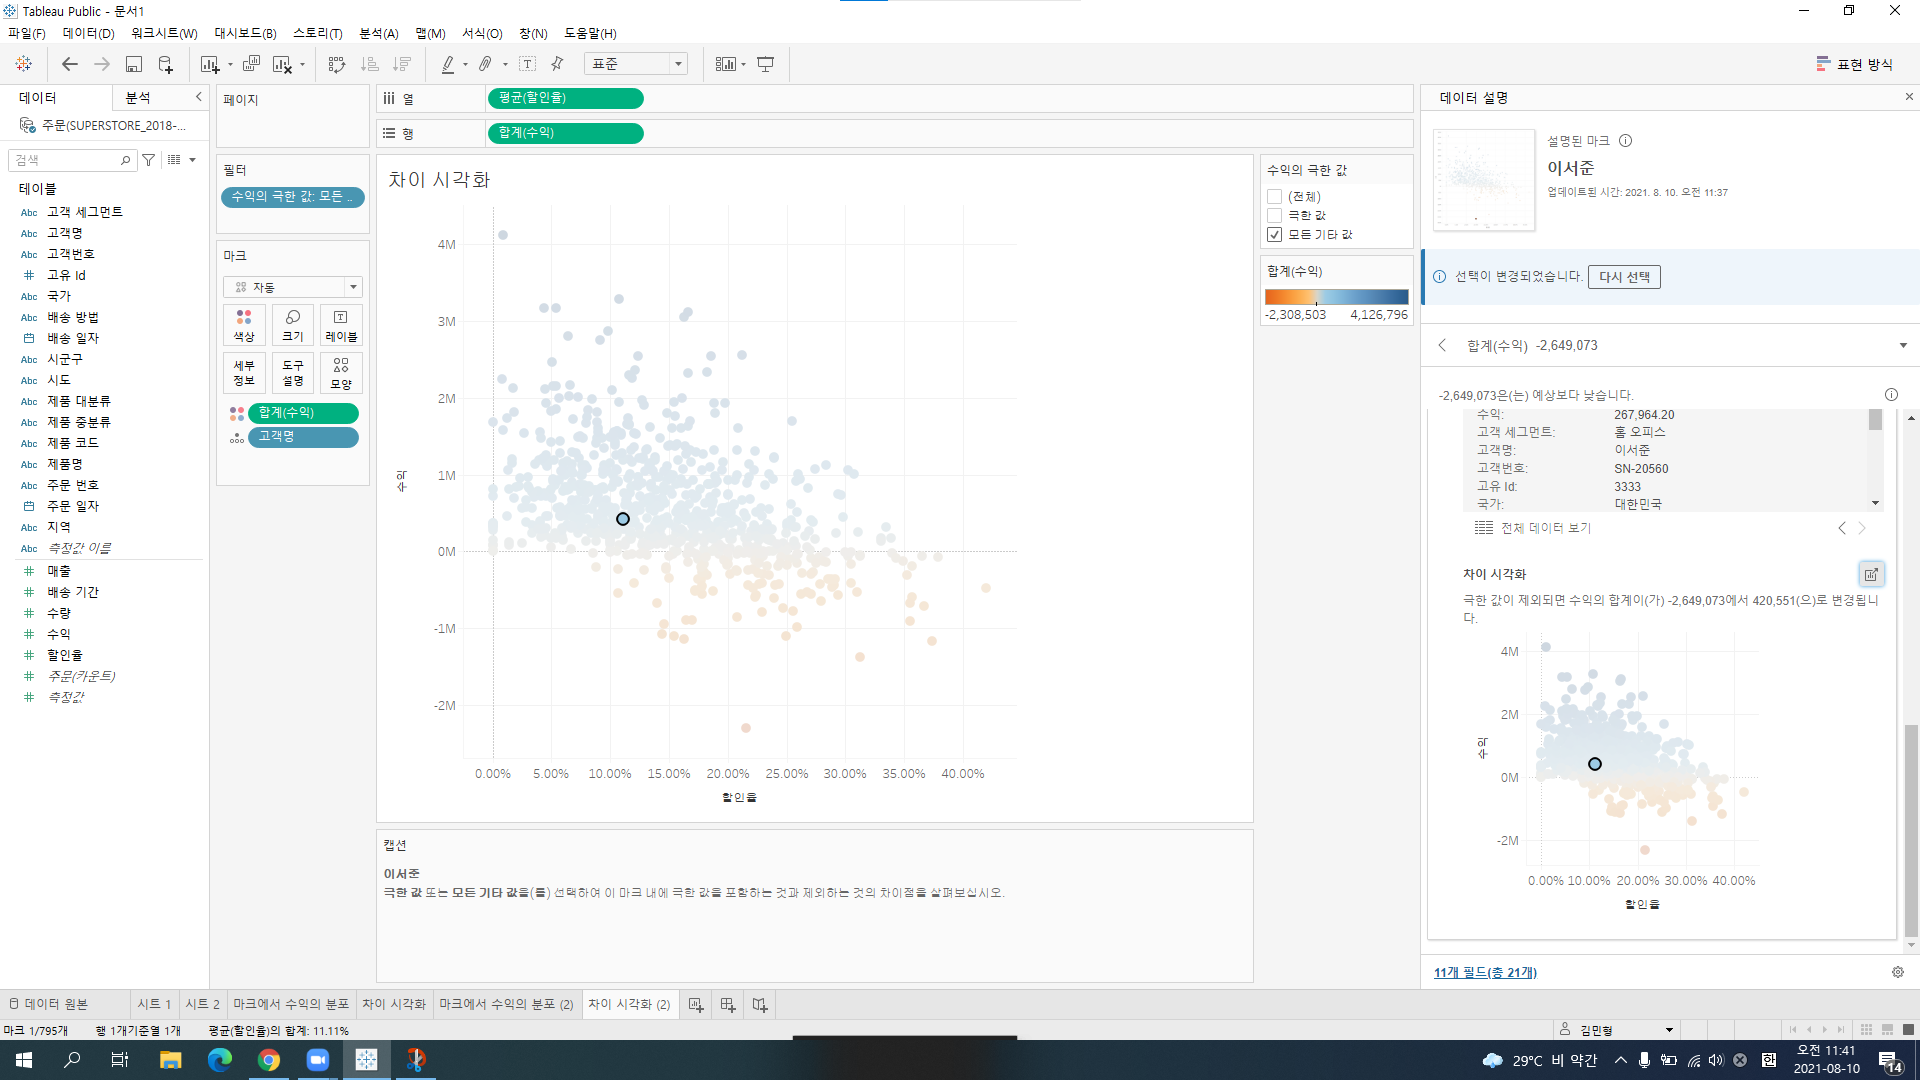 Tableau Public - 문서1
파일(F) 데이터(D) 워크시트(W) 대시보드(B) 스토리(T) 분석(A) 맵(M) 서식(O) 창(N) 도움말(H)
표준
표현 방식
데이터 분석
주문(SUPERSTORE_2018-...
검색
테이블
Abc 고객 세그먼트
Abc 고객명
Abc 고객번호
# 고유 Id
Abc 국가
Abc 배송 방법
배송 일자
Abc 시군구
Abc 시도
Abc 제품 대분류
Abc 제품 중분류
Abc 제품 코드
Abc 제품명
Abc 주문 번호
주문 일자
Abc 지역
Abc 측정값 이름
# 매출
# 배송 기간
# 수량
# 수익
# 할인율
# 주문(카운트)
# 측정값
페이지
필터
수익의 극한 값: 모든 ..
마크
자동
색상 크기 레이블
세부 정보 도구 설명 모양
합계(수익)
고객명
열 평균(할인율)
행 합계(수익)
차이 시각화
4M
3M
2M
1M
0M
-1M
-2M
수익
0.00% 5.00% 10.00% 15.00% 20.00% 25.00% 30.00% 35.00% 40.00%
할인율
캡션
이서준
극한 값 또는 모든 기타 값을(를) 선택하여 이 마크 내에 극한 값을 포함하는 것과 제외하는 것의 차이점을 살펴보십시오.
수익의 극한 값
(전체)
극한 값
모든 기타 값
합계(수익)
-2,308,503 4,126,796
데이터 설명
설명된 마크
이서준
업데이트된 시간: 2021. 8. 10. 오전 11:37
선택이 변경되었습니다. 다시 선택
합계(수익) -2,649,073
-2,649,073은(는) 예상보다 낮습니다.
수익: 267,964.20
고객 세그먼트: 홈 오피스
고객명: 이서준
고객번호: SN-20560
고유 Id: 3333
국가: 대한민국
전체 데이터 보기
차이 시각화
극한 값이 제외되면 수익의 합계이(가) -2,649,073에서 420,551(으)로 변경됩니
다.
4M
2M
0M
-2M
수익
0.00% 10.00% 20.00% 30.00% 40.00%
할인율
11개 필드(총 21개)
데이터 원본 시트 1 시트 2 마크에서 수익의 분포 차이 시각화 마크에서 수익의 분포 (2) 차이 시각화 (2)
마크 1/795개 행 1개기준열 1개 평균(할인율)의 합계: 11.11%
김민형
29°C 비 약간
한
오전 11:41
2021-08-10
14